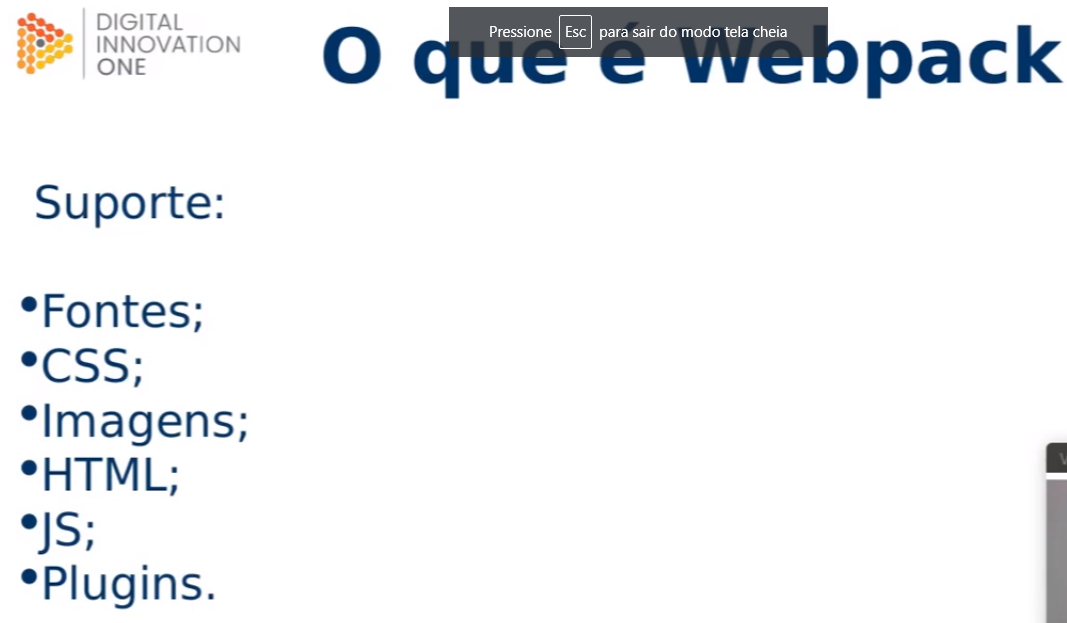 DIGITAL
INNOVATION
ONE
O que é Webpack
Pressione Esc para sair do modo tela cheia
Suporte:
•Fontes;
•CSS;
•Imagens;
•HTML;
•JS;
•Plugins.